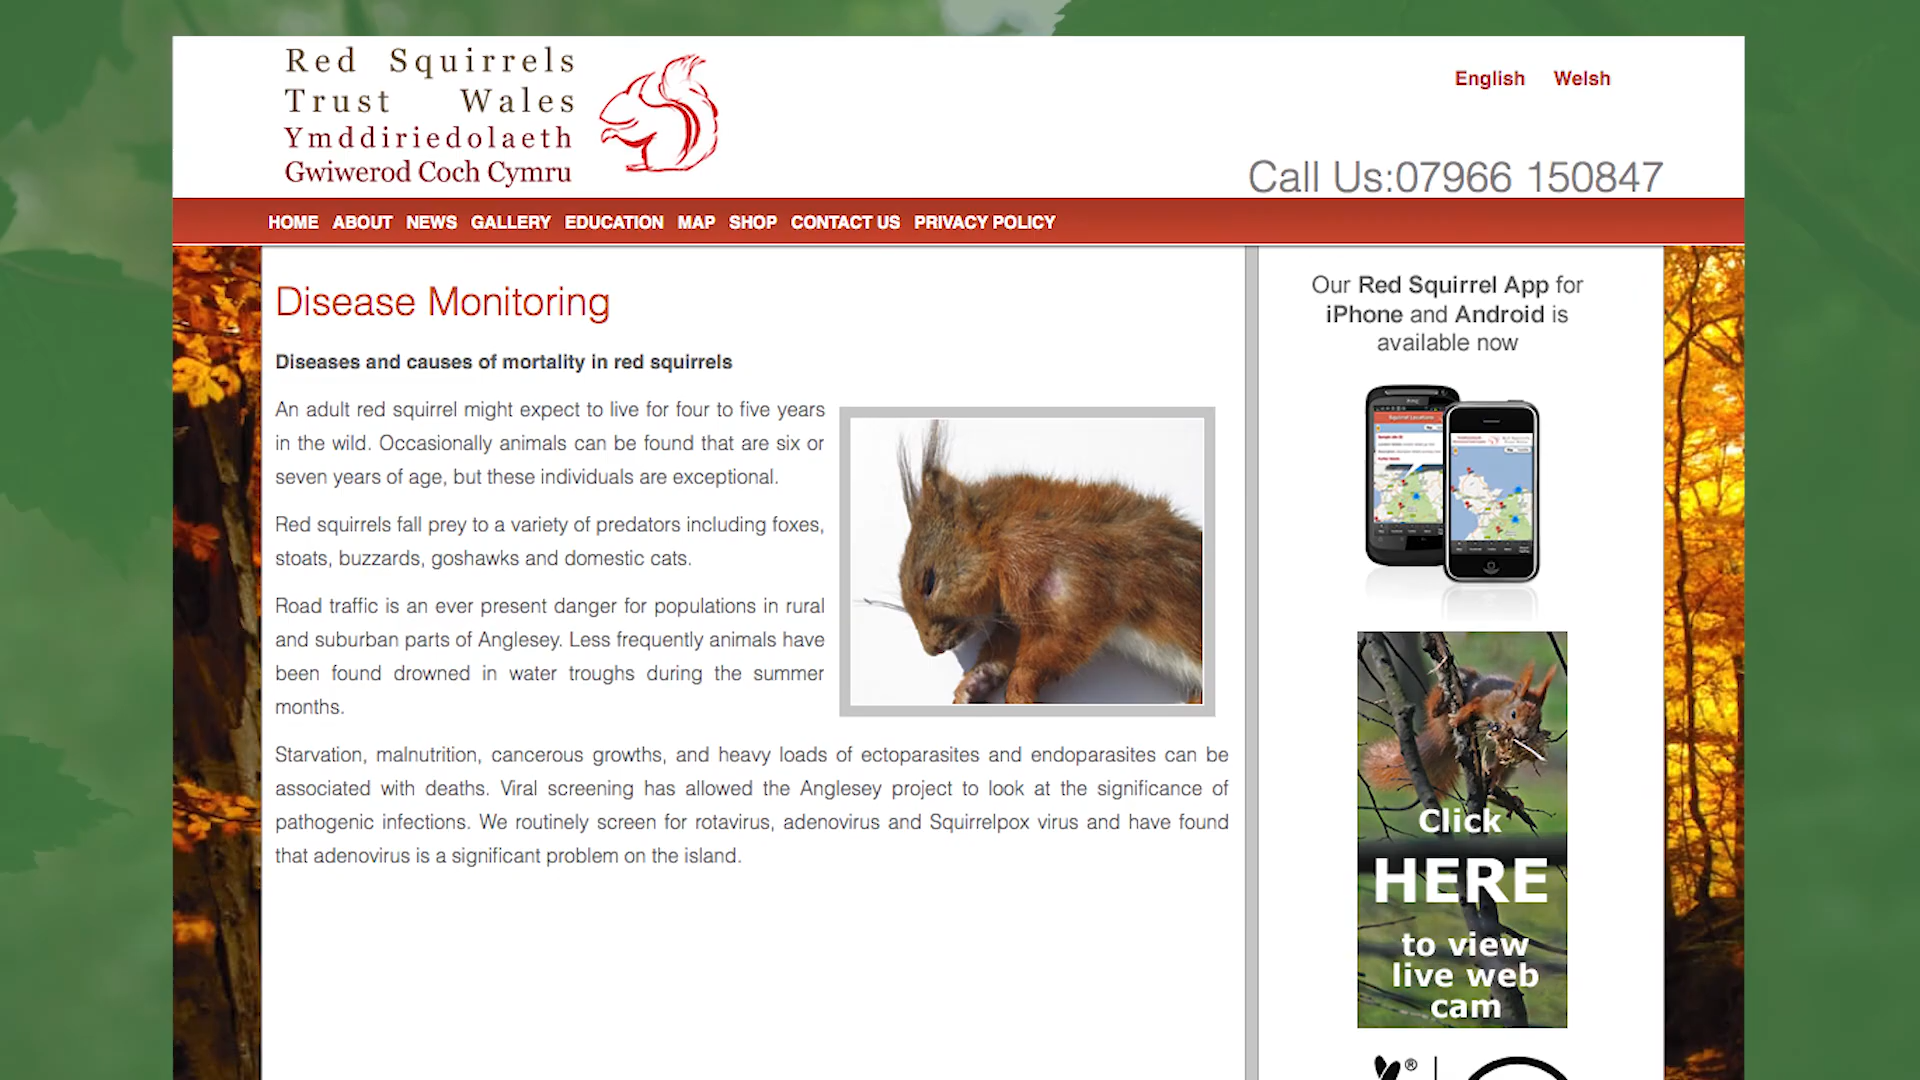 Red Squirrels
Trust Wales
Ymddiriedolaeth
Gwiwerod Coch Cymru
English Welsh
Call Us:07966 150847
HOME ABOUT NEWS GALLERY EDUCATION MAP SHOP CONTACT US PRIVACY POLICY
Disease Monitoring
Diseases and causes of mortality in red squirrels
An adult red squirrel might expect to live for four to five years
in the wild. Occasionally animals can be found that are six or
seven years of age, but these individuals are exceptional.
Red squirrels fall prey to a variety of predators including foxes,
stoats, buzzards, goshawks and domestic cats.
Road traffic is an ever present danger for populations in rural
and suburban parts of Anglesey. Less frequently animals have
been found drowned in water troughs during the summer
months.
Starvation, malnutrition, cancerous growths, and heavy loads of ectoparasites and endoparasites can be
associated with deaths. Viral screening has allowed the Anglesey project to look at the significance of
pathogenic infections. We routinely screen for rotavirus, adenovirus and Squirrelpox virus and have found
that adenovirus is a significant problem on the island.
Our Red Squirrel App for
iPhone and Android is
available now
Click
HERE
to view
live web
cam
®